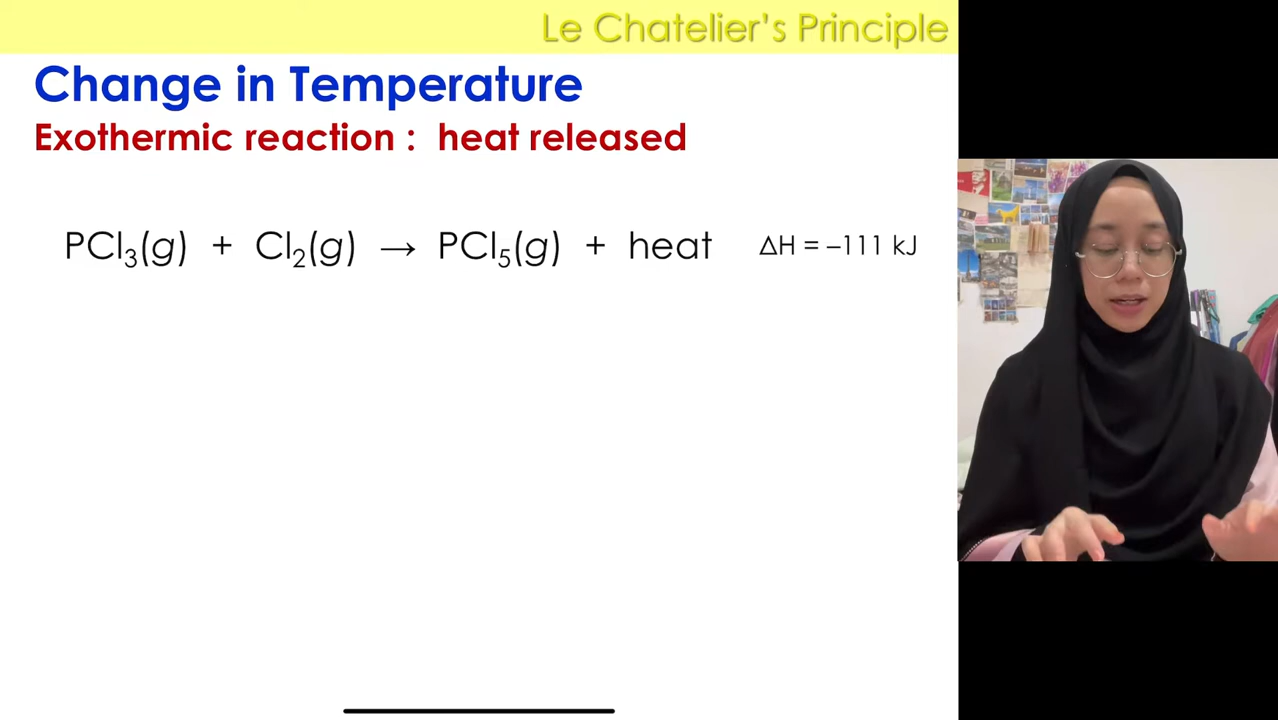 Le Chatelier's Principle
Change in Temperature
Exothermic reaction :  heat released
PCl₃(g)  +  Cl₂(g)  →  PCl₅(g)  +  heat    ΔH = –111 kJ